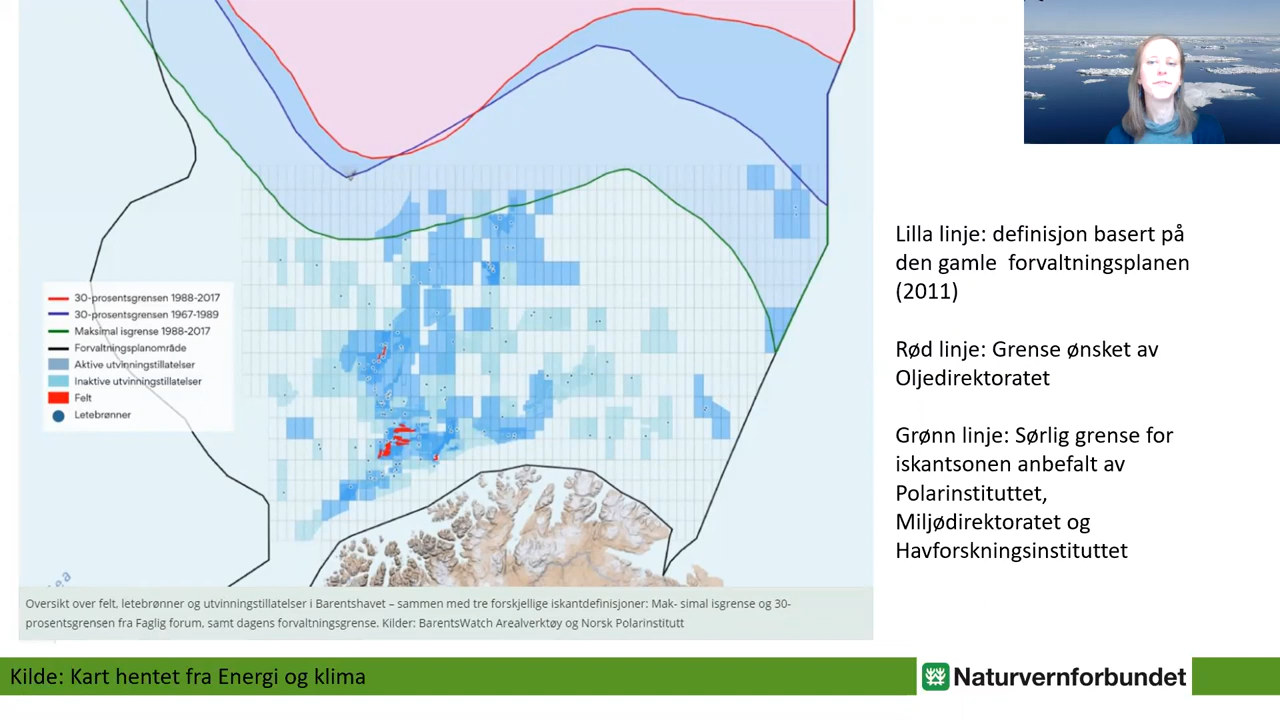 Lilla linje: definisjon basert på
den gamle forvaltningsplanen
(2011)
Rød linje: Grense ønsket av
Oljedirektoratet
Grønn linje: Sørlig grense for
iskantsonen anbefalt av
Polarinstituttet,
Miljødirektoratet og
Havforskningsinstituttet
30-prosentsgrensen 1988-2017
30-prosentsgrensen 1967-1989
Maksimal isgrense 1988-2017
Forvaltningsplanområde
Aktive utvinningstillatelser
Inaktive utvinningstillatelser
Felt
Letebrønner
ea
Oversikt over felt, letebrønner og utvinningstillatelser i Barentshavet – sammen med tre forskjellige iskantdefinisjoner: Mak- simal isgrense og 30-
prosentsgrensen fra Faglig forum, samt dagens forvaltningsgrense. Kilder: BarentsWatch Arealverktøy og Norsk Polarinstitutt
Kilde: Kart hentet fra Energi og klima
Naturvernforbundet